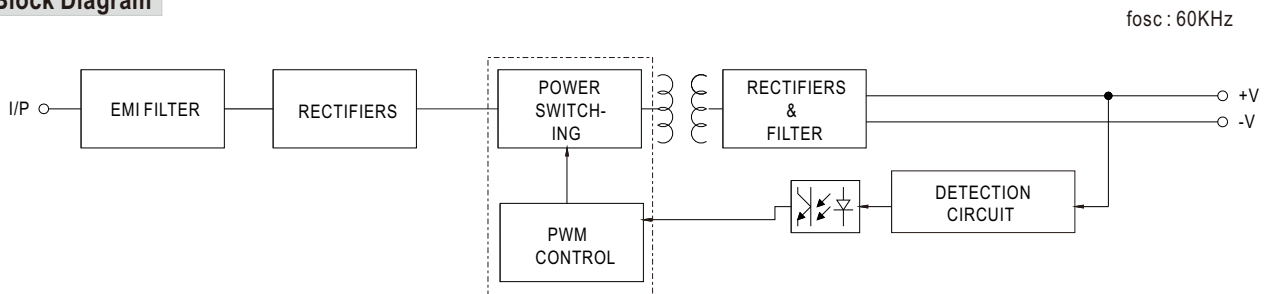 Block Diagram
fosc : 60KHz
I/P
EMI FILTER
RECTIFIERS
POWER
SWITCH-
ING
RECTIFIERS
&
FILTER
+V
-V
DETECTION
CIRCUIT
PWM
CONTROL